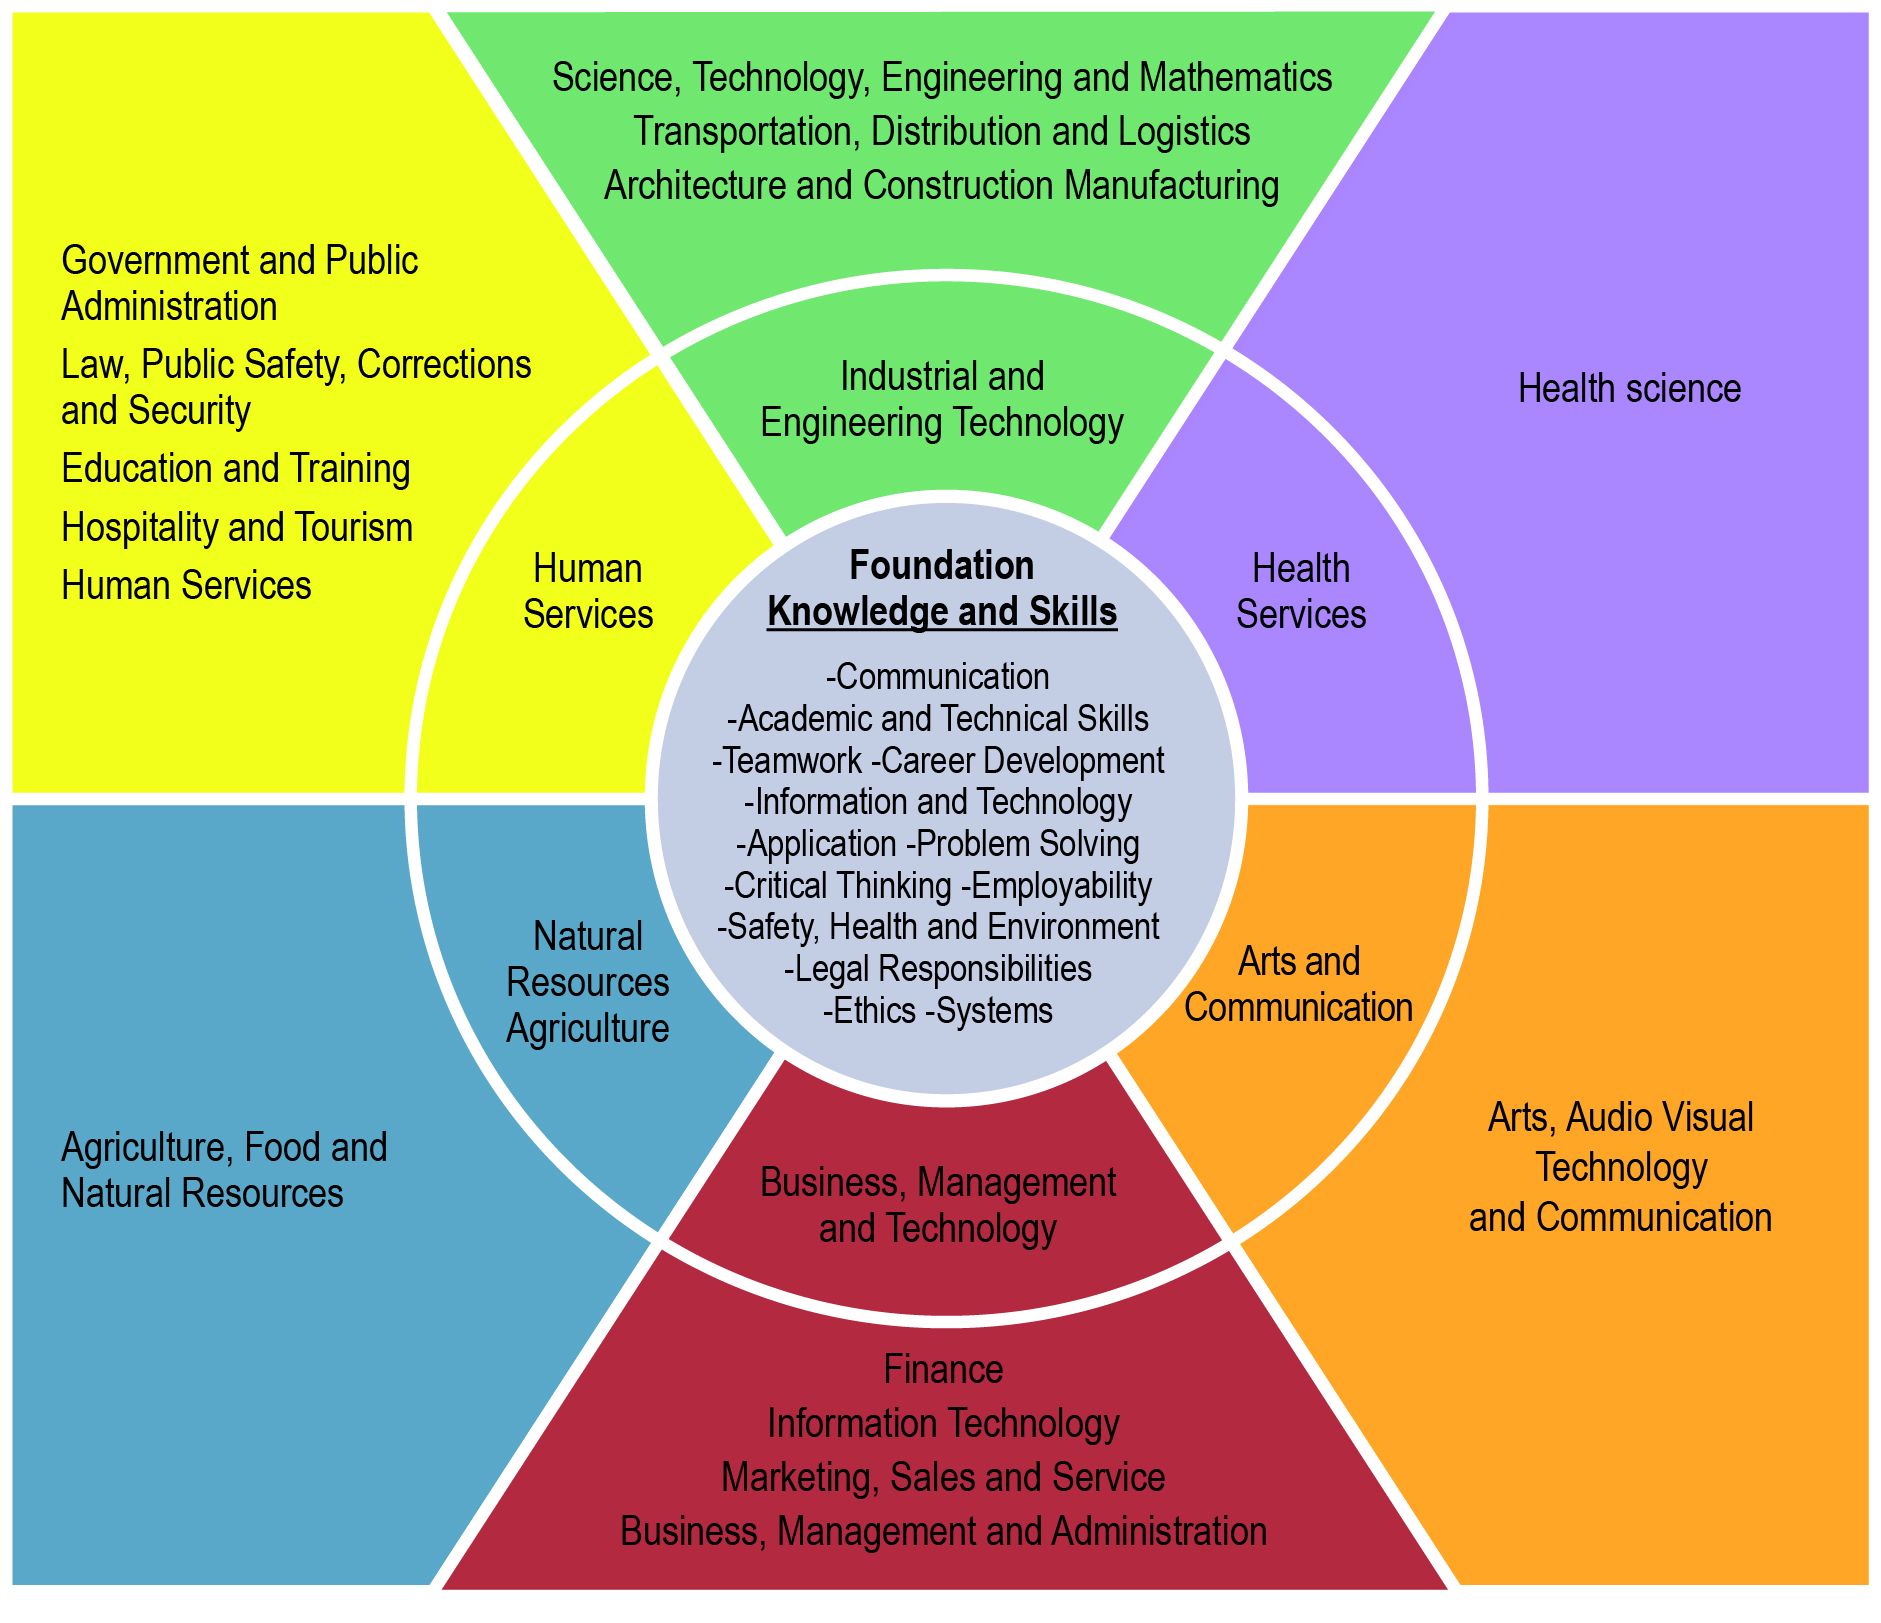 Science, Technology, Engineering and Mathematics
Transportation, Distribution and Logistics
Architecture and Construction Manufacturing
Government and Public
Administration
Law, Public Safety, Corrections
and Security
Education and Training
Hospitality and Tourism
Human Services
Health science
Industrial and
Engineering Technology
Human
Services
Health
Services
Foundation
Knowledge and Skills
-Communication
-Academic and Technical Skills
-Teamwork -Career Development
-Information and Technology
-Application -Problem Solving
-Critical Thinking -Employability
-Safety, Health and Environment
-Legal Responsibilities
-Ethics -Systems
Natural
Resources
Agriculture
Arts and
Communication
Agriculture, Food and
Natural Resources
Arts, Audio Visual
Technology
and Communication
Business, Management
and Technology
Finance
Information Technology
Marketing, Sales and Service
Business, Management and Administration